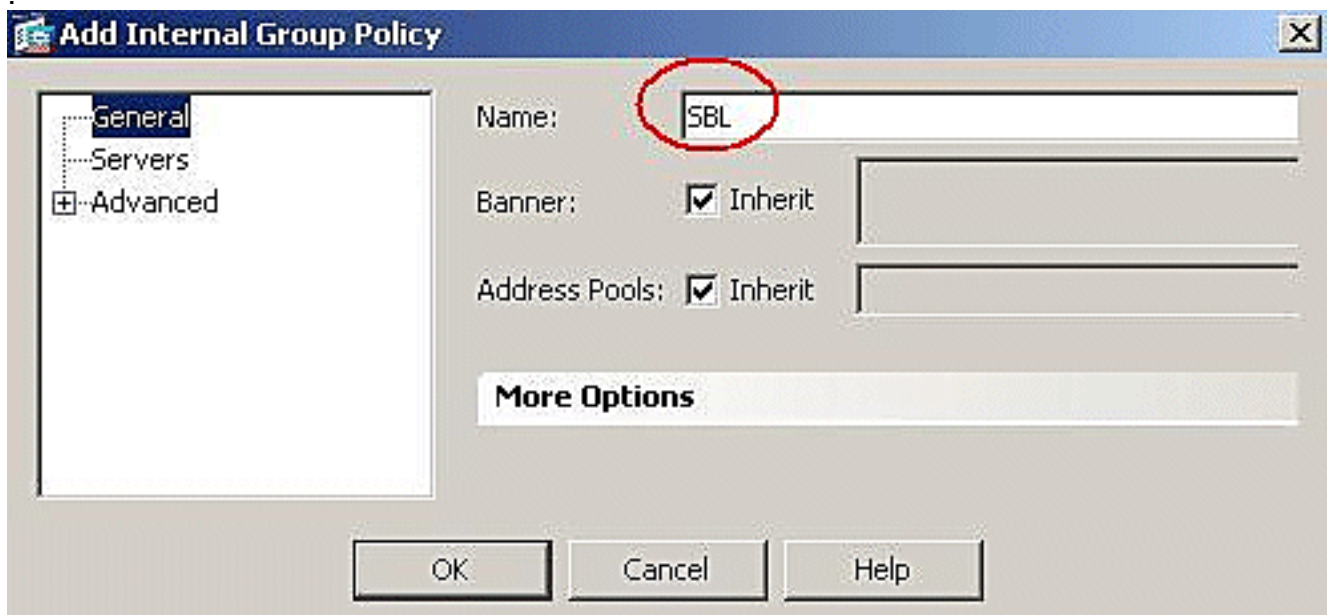 Add Internal Group Policy
General
Servers
Advanced
Name: SBL
Banner: Inherit
Address Pools: Inherit
More Options
OK Cancel Help